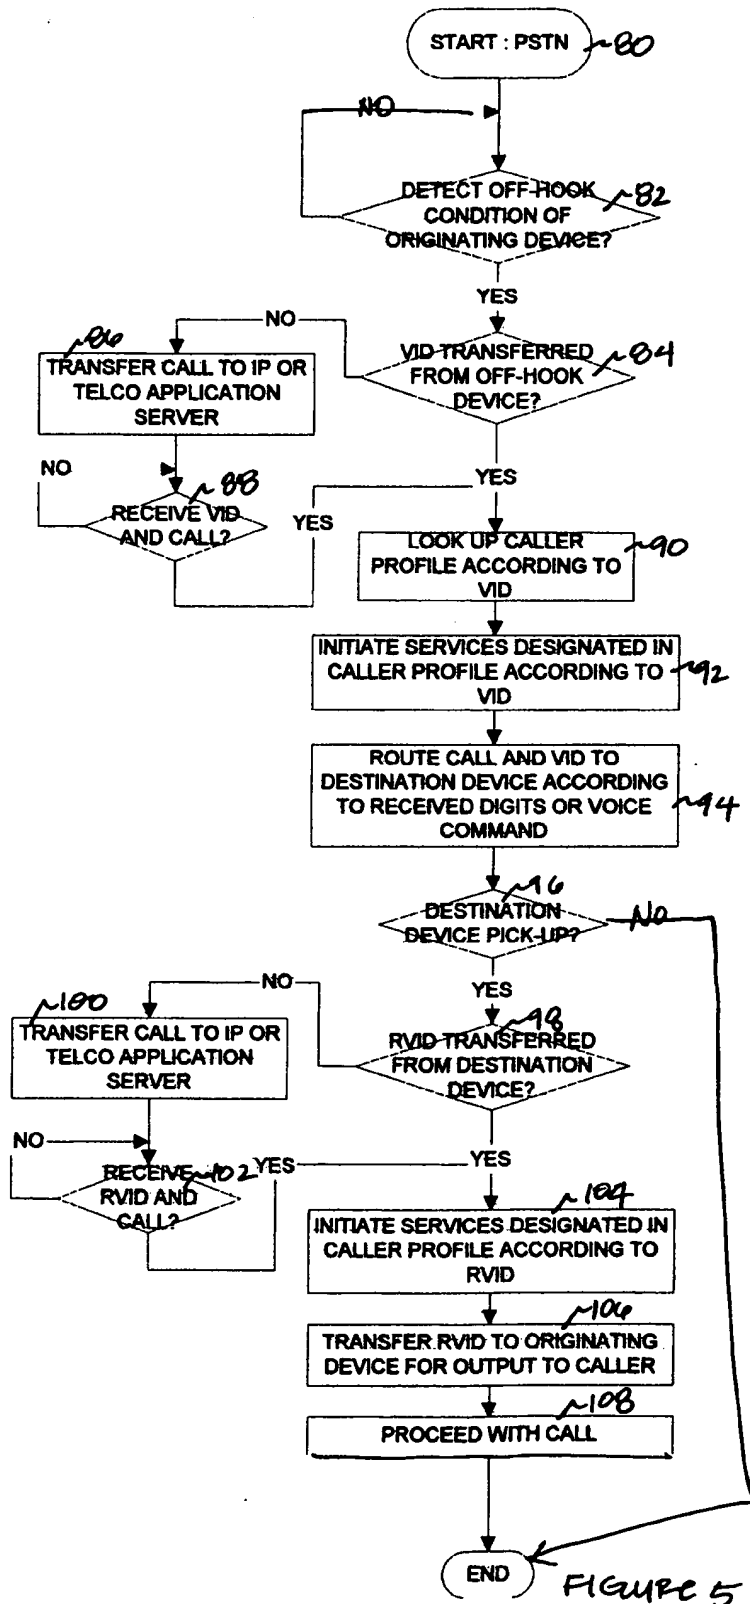 START : PSTN ~80
NO
DETECT OFF-HOOK ~82
CONDITION OF
ORIGINATING DEVICE?
YES
NO
~86
TRANSFER CALL TO IP OR
TELCO APPLICATION
SERVER
VID TRANSFERRED ~84
FROM OFF-HOOK
DEVICE?
NO
~88
RECEIVE VID
AND CALL?
YES
YES
LOOK UP CALLER ~90
PROFILE ACCORDING TO
VID
INITIATE SERVICES DESIGNATED IN
CALLER PROFILE ACCORDING TO ~92
VID
ROUTE CALL AND VID TO
DESTINATION DEVICE ACCORDING
TO RECEIVED DIGITS OR VOICE ~94
COMMAND
~96
DESTINATION
DEVICE PICK-UP?
No
YES
NO
~100
TRANSFER CALL TO IP OR
TELCO APPLICATION
SERVER
~98
RVID TRANSFERRED
FROM DESTINATION
DEVICE?
NO
RECEIVE ~102
RVID AND
CALL?
YES
YES
~104
INITIATE SERVICES DESIGNATED IN
CALLER PROFILE ACCORDING TO
RVID
~106
TRANSFER RVID TO ORIGINATING
DEVICE FOR OUTPUT TO CALLER
~108
PROCEED WITH CALL
END
FIGURE 5